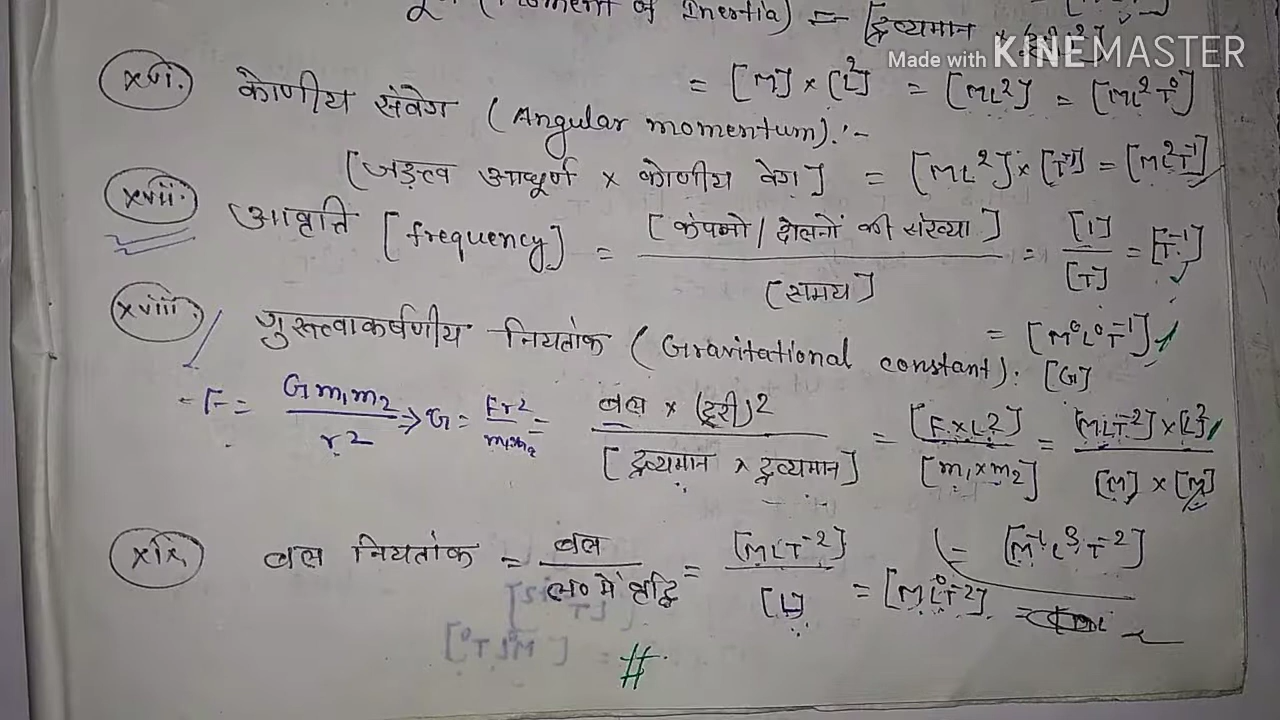 (Moment of Inertia) = [द्रव्यमान ×
Made with KINEMASTER
= [M] × [L²] = [ML²] = [ML²T⁰]
xvi. कोणीय संवेग (Angular momentum) :-
[जड़त्व आघूर्ण × कोणीय वेग] = [ML²] × [T⁻¹] = [ML²T⁻¹]
xvii. आवृत्ति [frequency] = [कंपनो / दोलनों की संख्या] / [समय] = [1] / [T] = [T⁻¹]
= [M⁰L⁰T⁻¹]
xviii. गुरुत्वाकर्षणीय नियतांक (Gravitational constant): [G]
F = Gm₁m₂ / r² ⇒ G = Fr² / m₁m₂ = बल × (दूरी)² / [द्रव्यमान × द्रव्यमान] = [F × L²] / [m₁ × m₂] = [MLT⁻²] × [L²] / [M] × [M]
= [M⁻¹L³T⁻²]
xix. बल नियतांक = बल / ल० में वृद्धि = [MLT⁻²] / [L] = [ML⁰T⁻²]
#